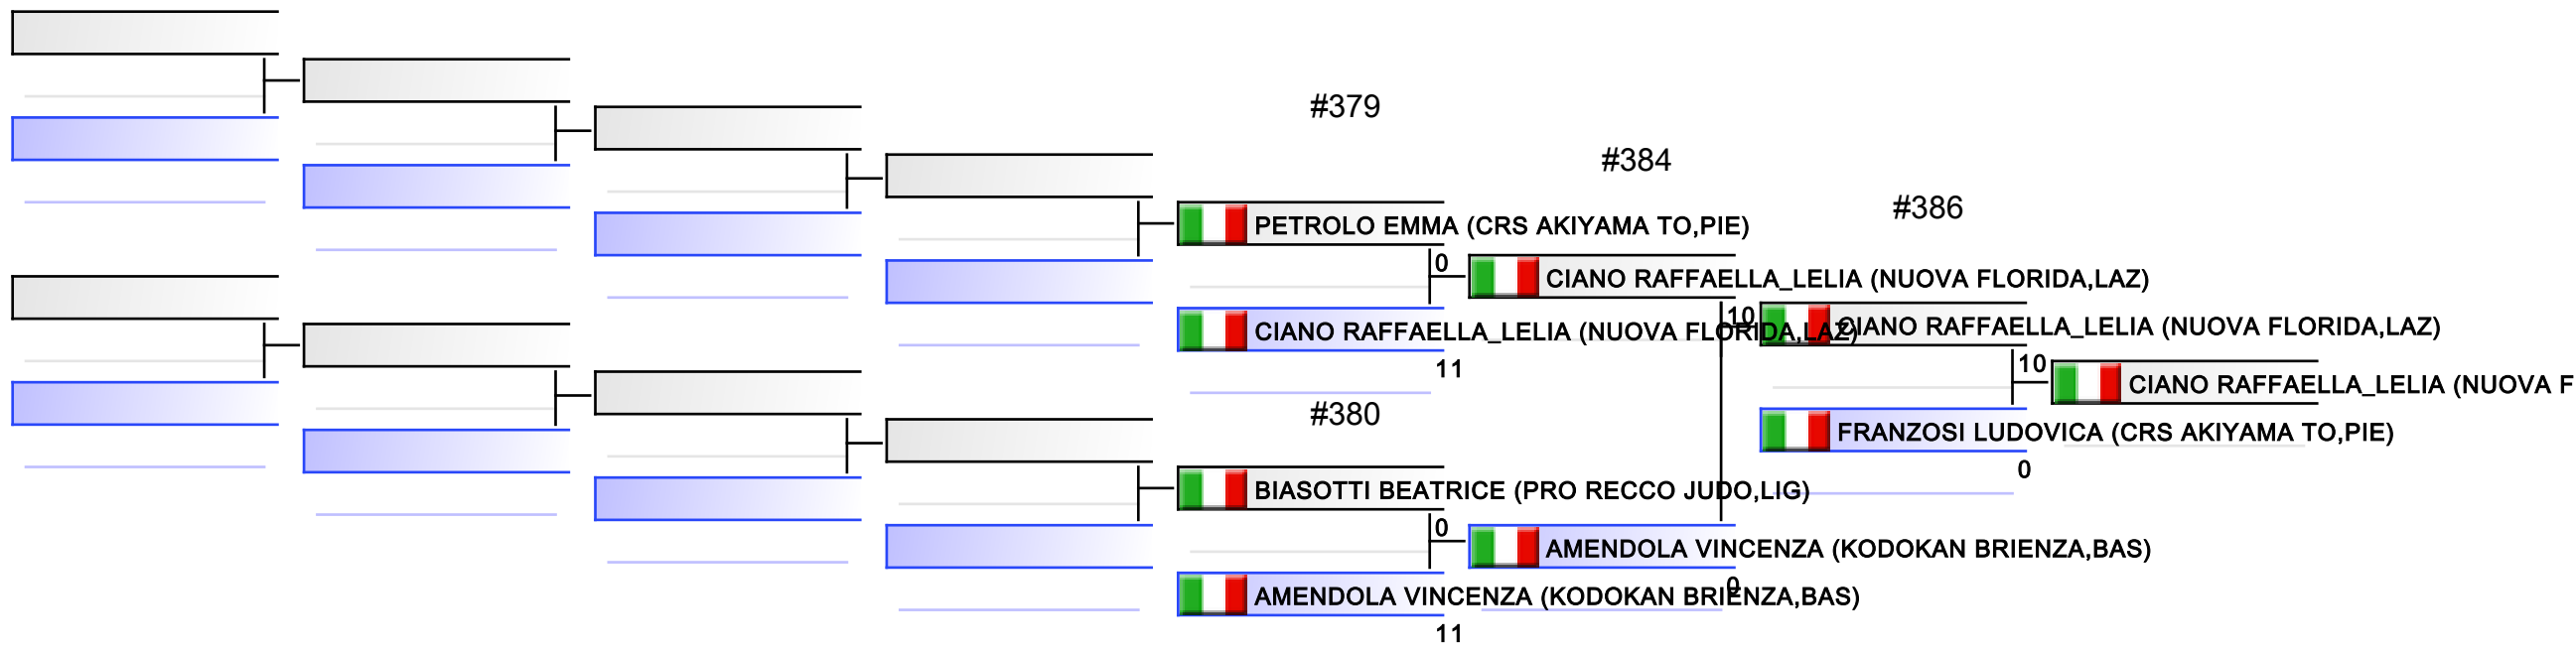 #379
#384
#386
PETROLO EMMA (CRS AKIYAMA TO,PIE)
0
CIANO RAFFAELLA_LELIA (NUOVA FLORIDA,LAZ)
CIANO RAFFAELLA_LELIA (NUOVA FLORIDA,LAZ)
11
10
CIANO RAFFAELLA_LELIA (NUOVA FLORIDA,LAZ)
10
CIANO RAFFAELLA_LELIA (NUOVA F
#380
FRANZOSI LUDOVICA (CRS AKIYAMA TO,PIE)
0
BIASOTTI BEATRICE (PRO RECCO JUDO,LIG)
0
AMENDOLA VINCENZA (KODOKAN BRIENZA,BAS)
0
AMENDOLA VINCENZA (KODOKAN BRIENZA,BAS)
11